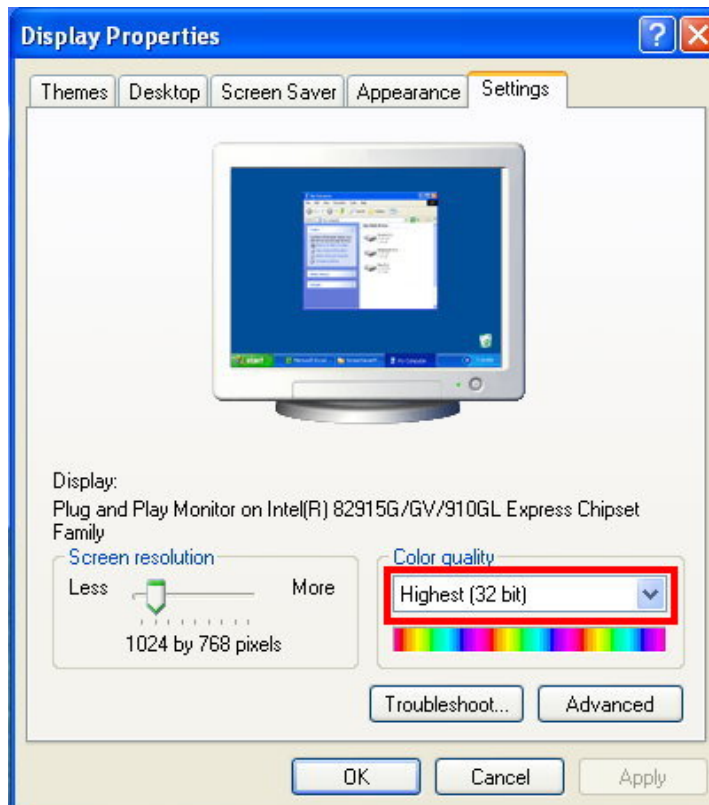 Display Properties
Themes Desktop Screen Saver Appearance Settings
start
Display:
Plug and Play Monitor on Intel(R) 82915G/GV/910GL Express Chipset
Family
Screen resolution
Less More
1024 by 768 pixels
Color quality
Highest (32 bit)
Troubleshoot... Advanced
OK Cancel Apply